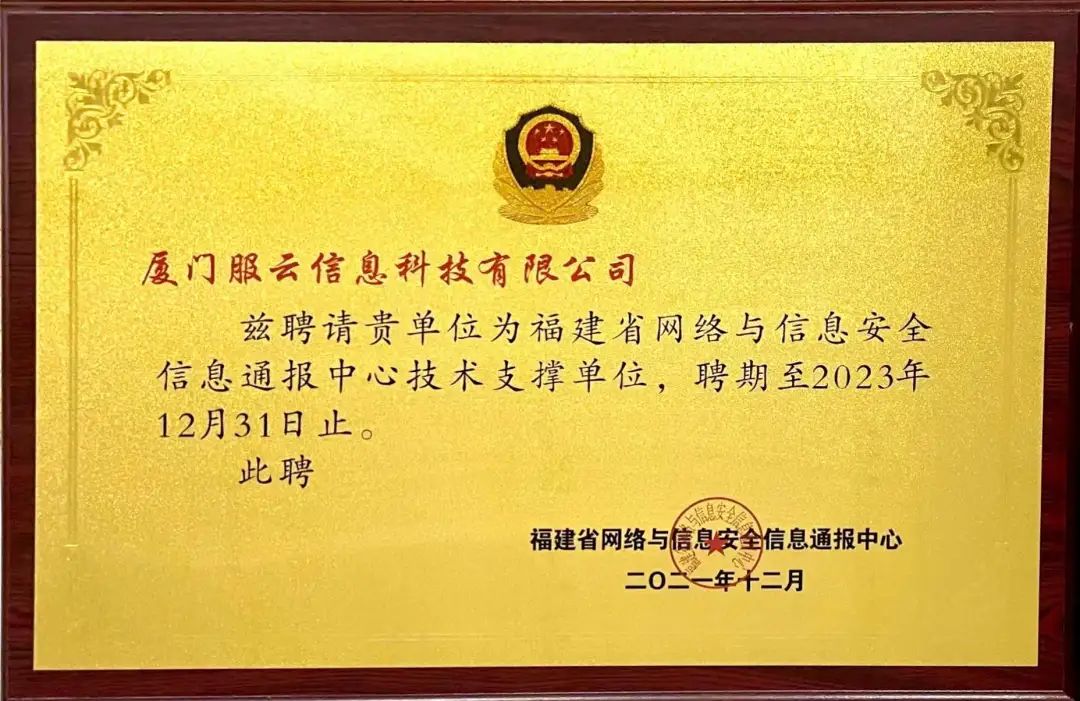 厦门服云信息科技有限公司
兹聘请贵单位为福建省网络与信息安全
信息通报中心技术支撑单位，聘期至2023年
12月31日止。
此聘
福建省网络与信息安全信息通报中心
二〇二一年十二月